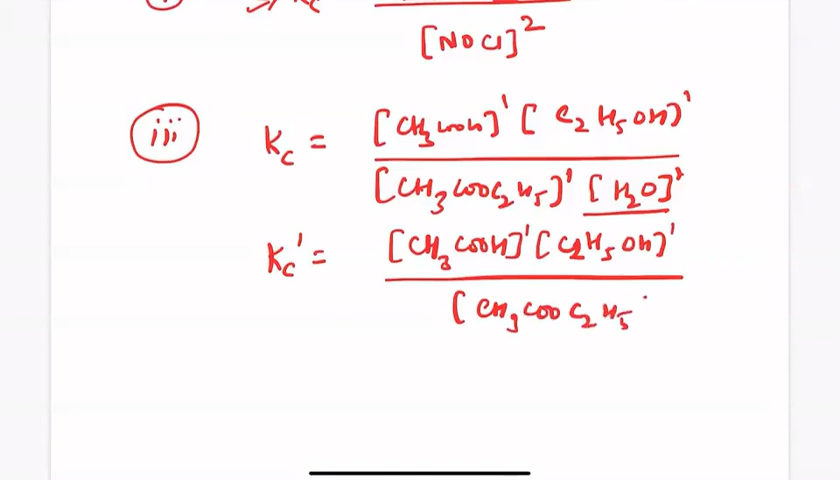 [NOCl]²
iii
Kc = [CH₃COOH]¹ [C₂H₅OH]¹
[CH₃COOC₂H₅]¹ [H₂O]¹
Kc' = [CH₃COOH]¹ [C₂H₅OH]¹
[CH₃COOC₂H₅